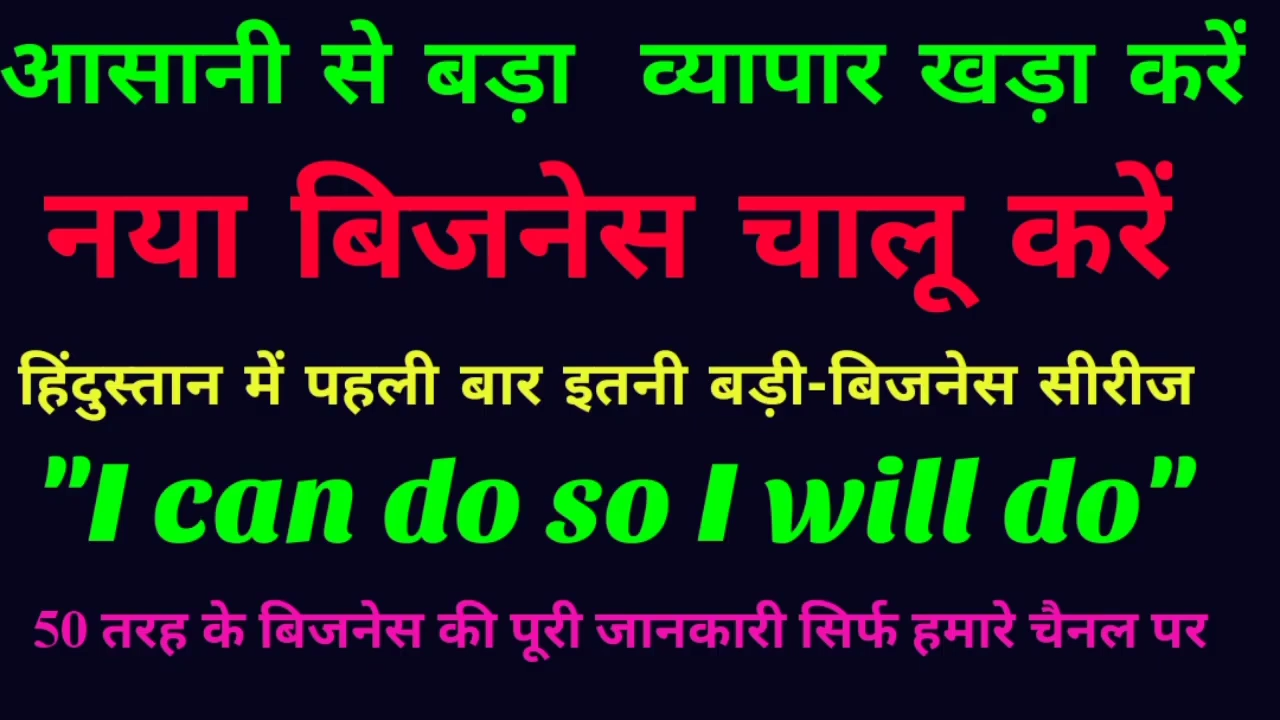 आसानी से बड़ा व्यापार खड़ा करें
नया बिजनेस चालू करें
हिंदुस्तान में पहली बार इतनी बड़ी-बिजनेस सीरीज
"I can do so I will do"
50 तरह के बिजनेस की पूरी जानकारी सिर्फ हमारे चैनल पर